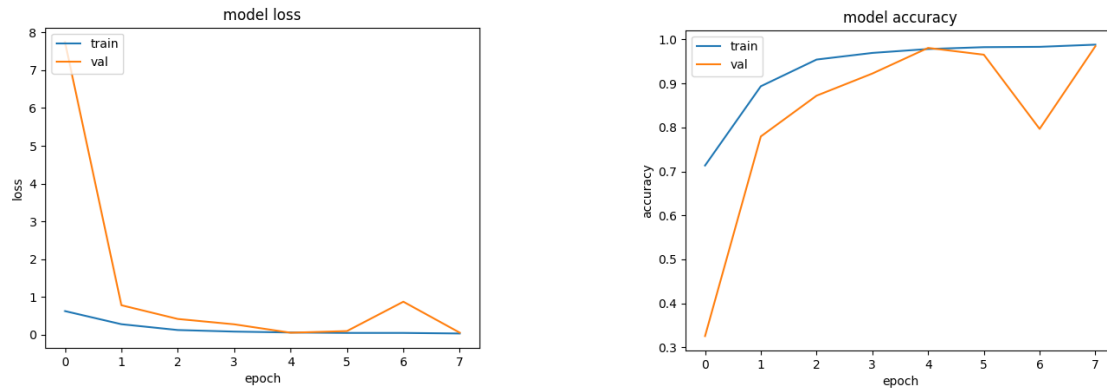 model loss
train
val
8
7
6
5
4
3
2
1
0
loss
0 1 2 3 4 5 6 7
epoch
model accuracy
train
val
1.0
0.9
0.8
0.7
0.6
0.5
0.4
0.3
accuracy
0 1 2 3 4 5 6 7
epoch